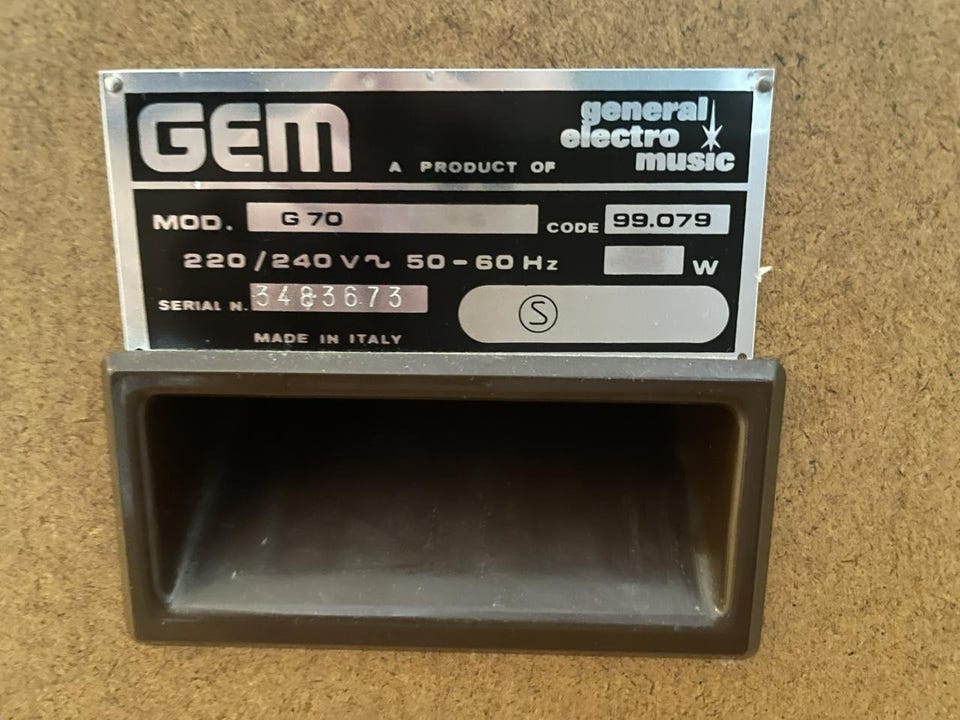 GEM A PRODUCT OF general electro music
MOD. G 70 CODE 99.079
220/240 V~ 50-60 Hz W
SERIAL N. 3483673
S
MADE IN ITALY